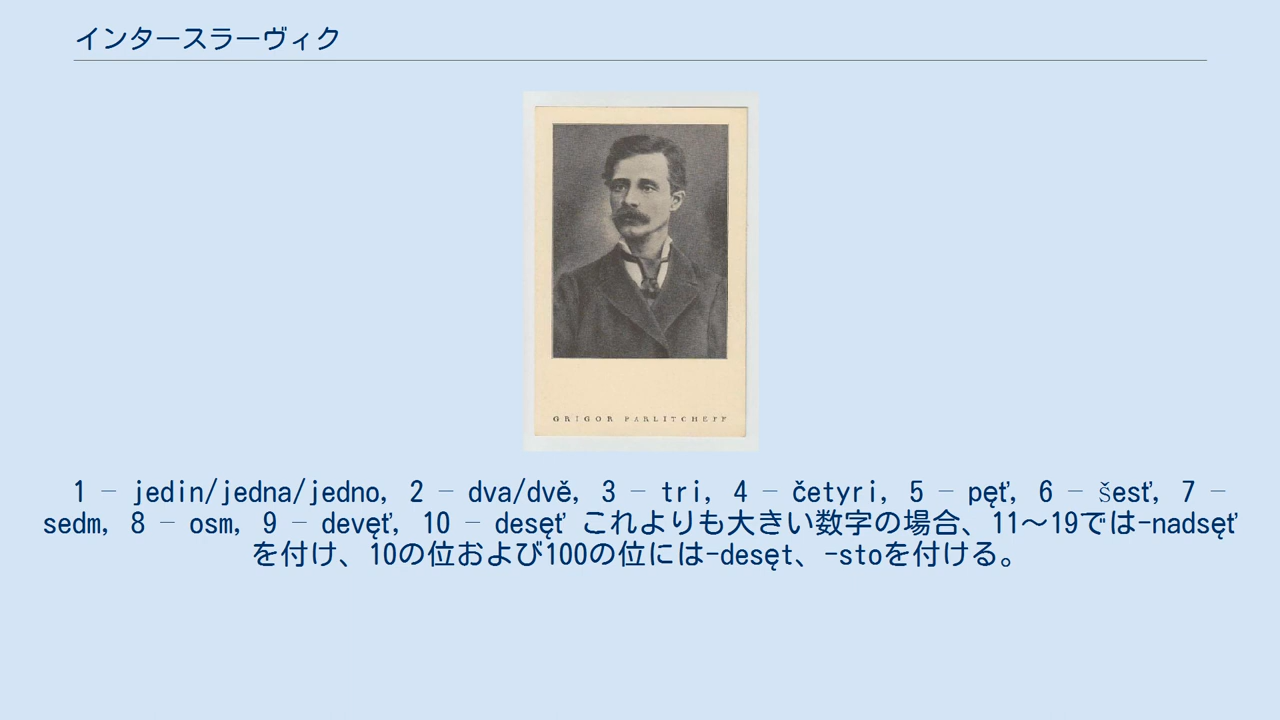 インタースラーヴィク
GRIGOR PARLITCHEFF
1 – jedin/jedna/jedno, 2 – dva/dvě, 3 – tri, 4 – četyri, 5 – pęť, 6 – šesť, 7 –
sedm, 8 – osm, 9 – devęť, 10 – desęť これよりも大きい数字の場合、11〜19では-nadsęť
を付け、10の位および100の位には-desęt、-stoを付ける。